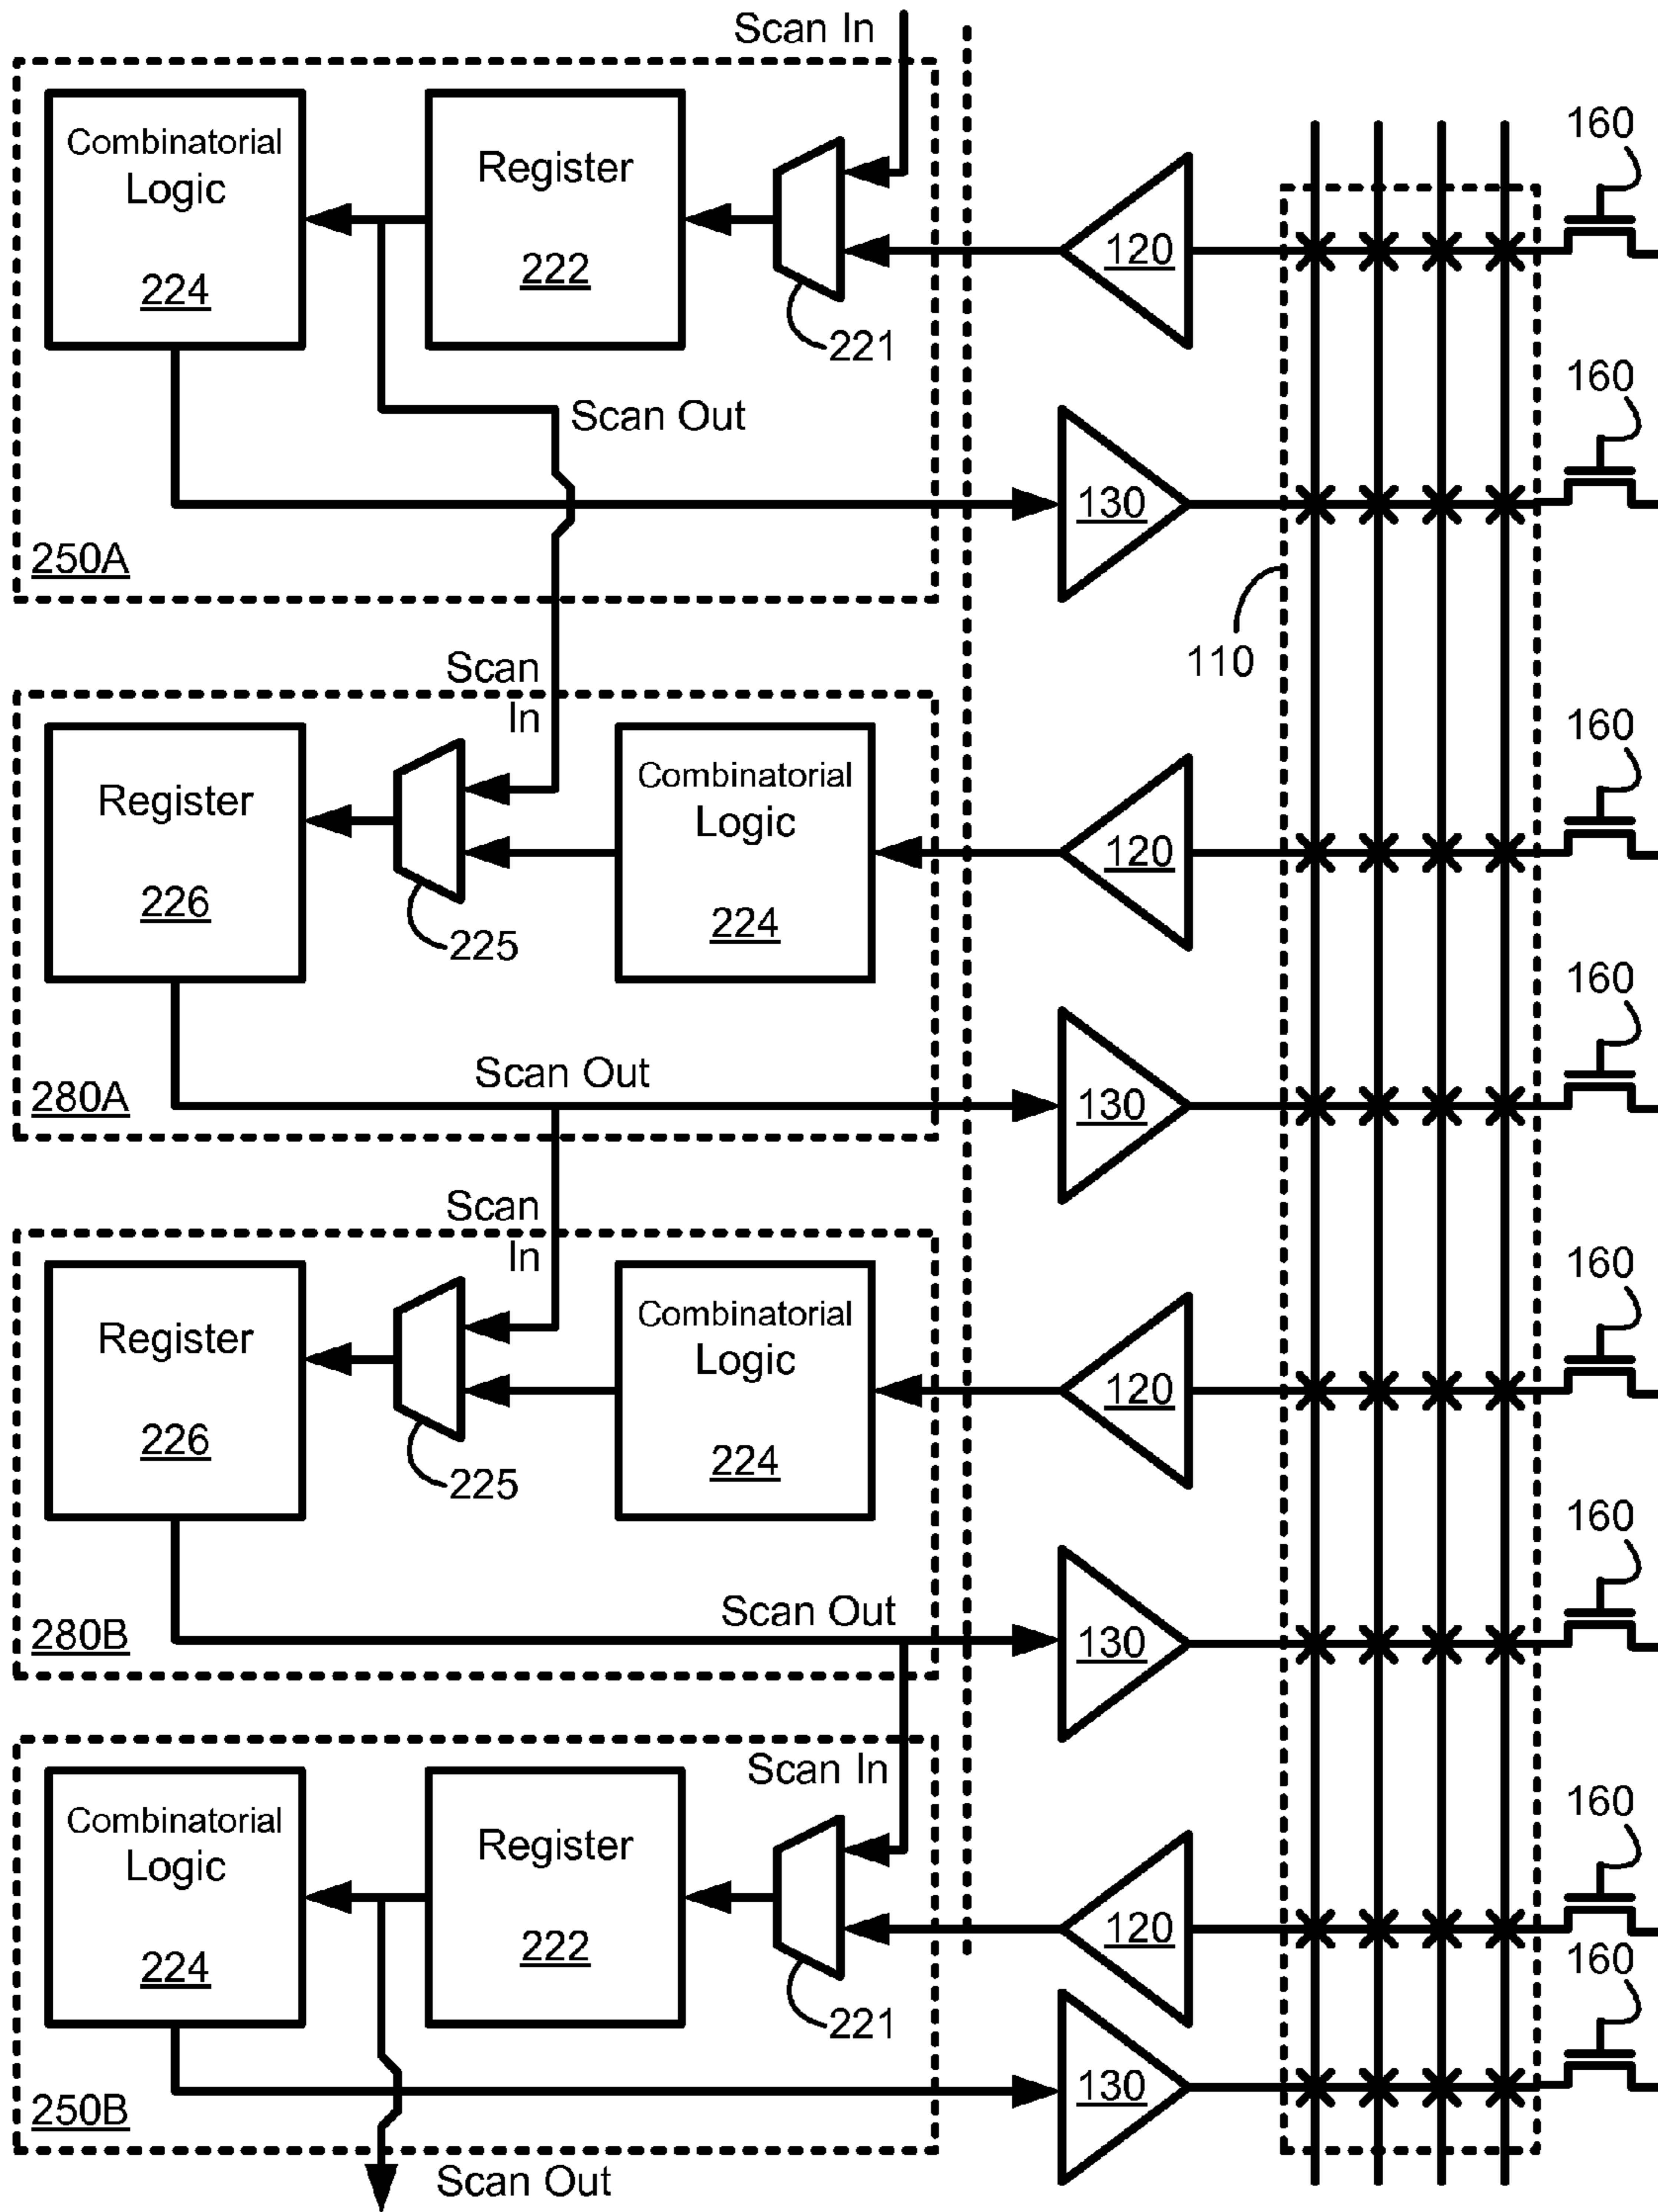 Scan In
Combinatorial
Logic
224
Register
222
221
120
160
Scan Out
130
160
250A
110
Scan
In
Register
226
225
Combinatorial
Logic
224
120
160
Scan Out
130
160
280A
Scan
In
Register
226
225
Combinatorial
Logic
224
120
160
Scan Out
130
160
280B
Scan In
Combinatorial
Logic
224
Register
222
221
120
160
130
160
250B
Scan Out